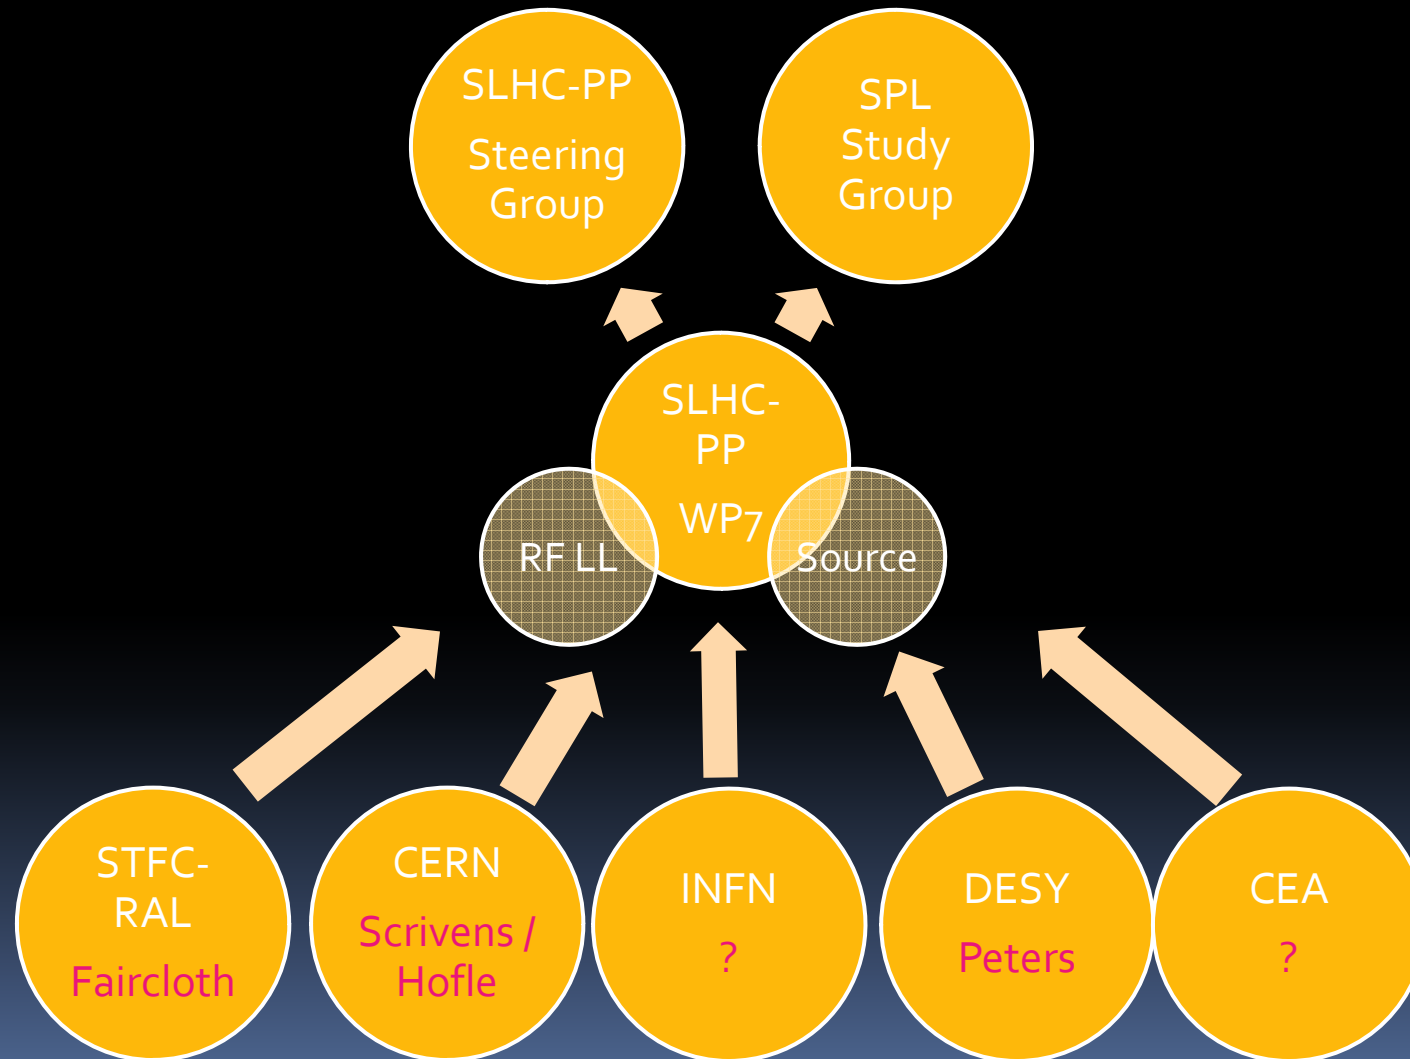 SLHC-PP
Steering
Group
SPL
Study
Group
SLHC-
PP
WP7
RF LL
Source
STFC-
RAL
Faircloth
CERN
Scrivens /
Hofle
INFN
?
DESY
Peters
CEA
?